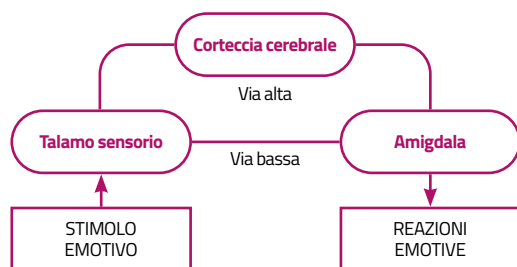 Corteccia cerebrale
Via alta
Talamo sensorio
Amigdala
Via bassa
STIMOLO
EMOTIVO
REAZIONI
EMOTIVE